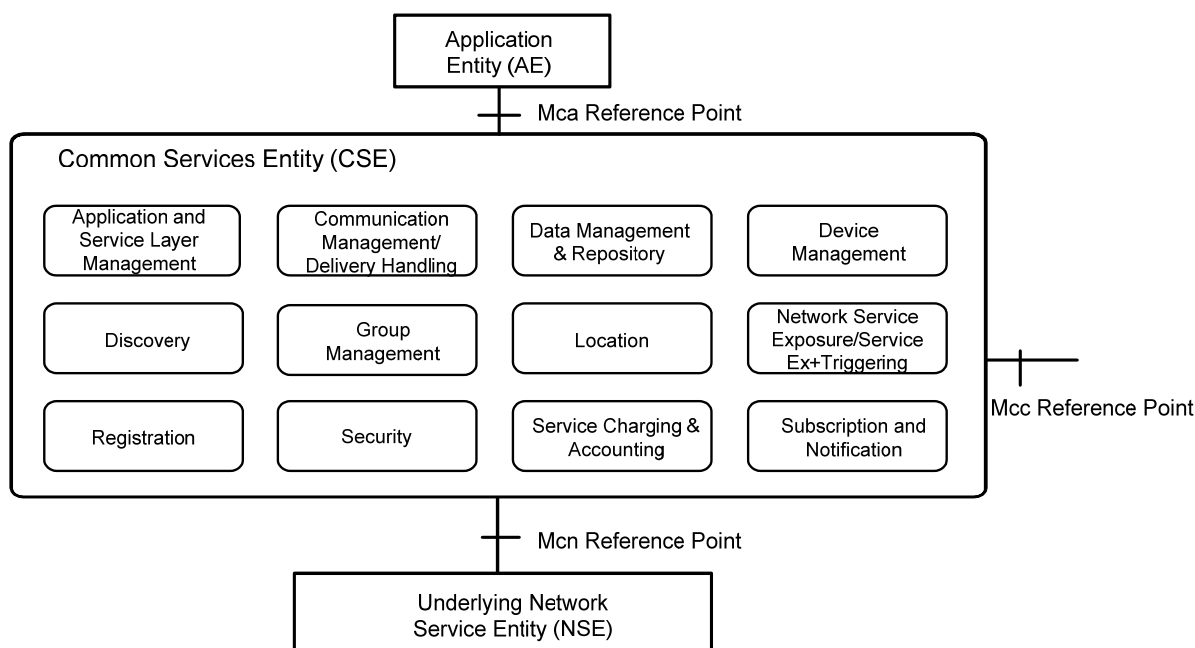 Application
Entity (AE)
Mca Reference Point
Common Services Entity (CSE)
Application and
Service Layer
Management
Communication
Management/
Delivery Handling
Data Management
& Repository
Device
Management
Discovery
Group
Management
Location
Network Service
Exposure/Service
Ex+Triggering
Mcc Reference Point
Registration
Security
Service Charging &
Accounting
Subscription and
Notification
Mcn Reference Point
Underlying Network
Service Entity (NSE)